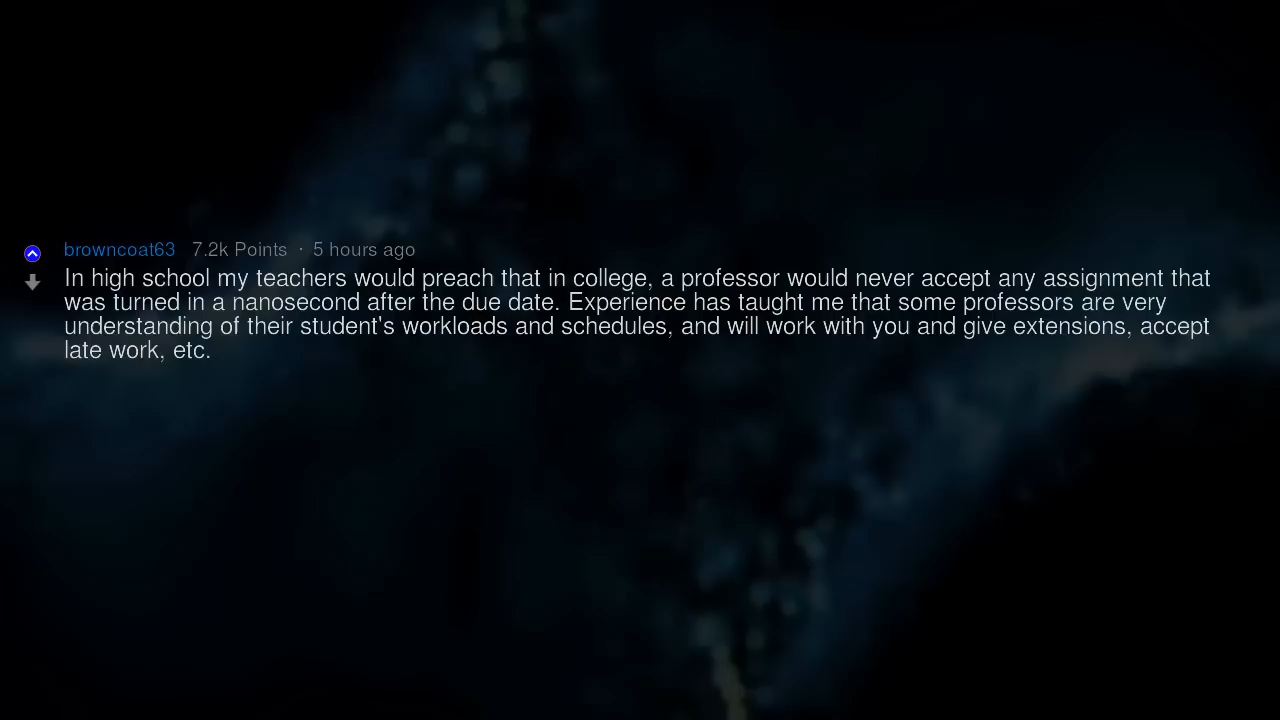 browncoat63 7.2k Points · 5 hours ago
In high school my teachers would preach that in college, a professor would never accept any assignment that
was turned in a nanosecond after the due date. Experience has taught me that some professors are very
understanding of their student's workloads and schedules, and will work with you and give extensions, accept
late work, etc.